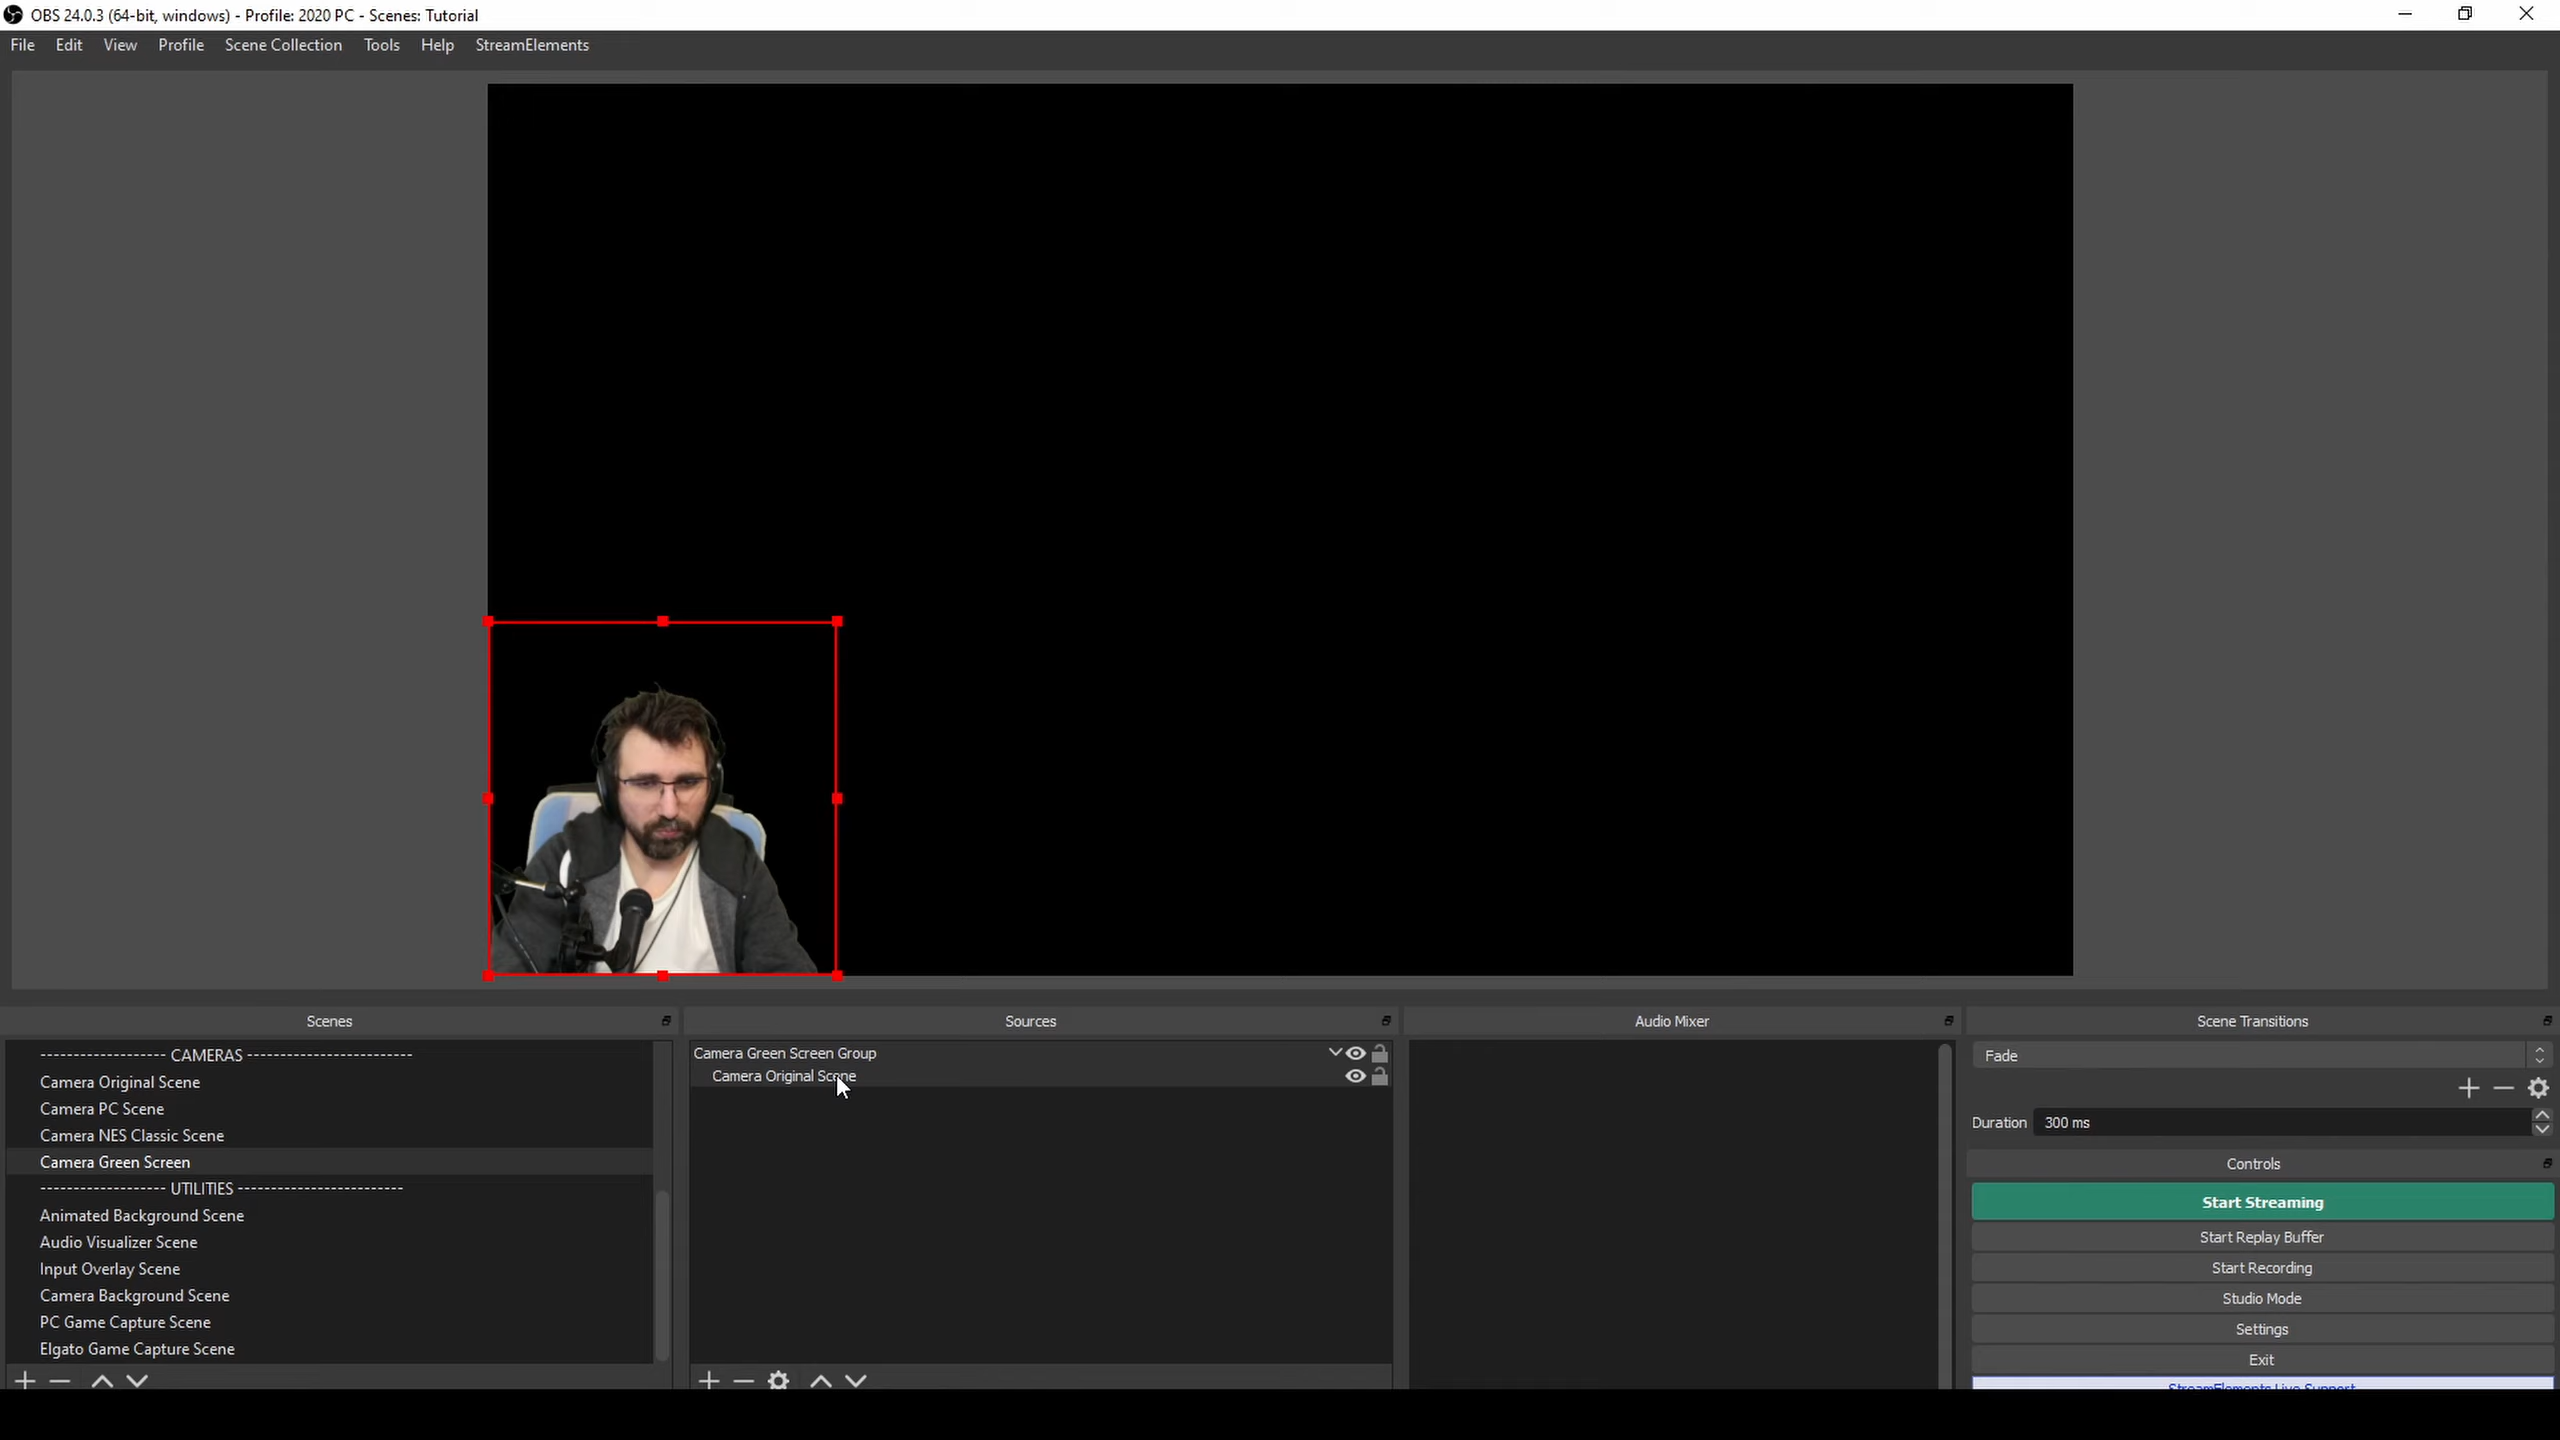 OBS 24.0.3 (64-bit, windows) - Profile: 2020 PC - Scenes: Tutorial
File Edit View Profile Scene Collection Tools Help StreamElements
Scenes
------------------- CAMERAS -------------------------
Camera Original Scene
Camera PC Scene
Camera NES Classic Scene
Camera Green Screen
------------------- UTILITIES -------------------------
Animated Background Scene
Audio Visualizer Scene
Input Overlay Scene
Camera Background Scene
PC Game Capture Scene
Elgato Game Capture Scene
Sources
Camera Green Screen Group
Camera Original Scene
Audio Mixer
Scene Transitions
Fade
Duration 300 ms
Controls
Start Streaming
Start Replay Buffer
Start Recording
Studio Mode
Settings
Exit
StreamElements Live Support